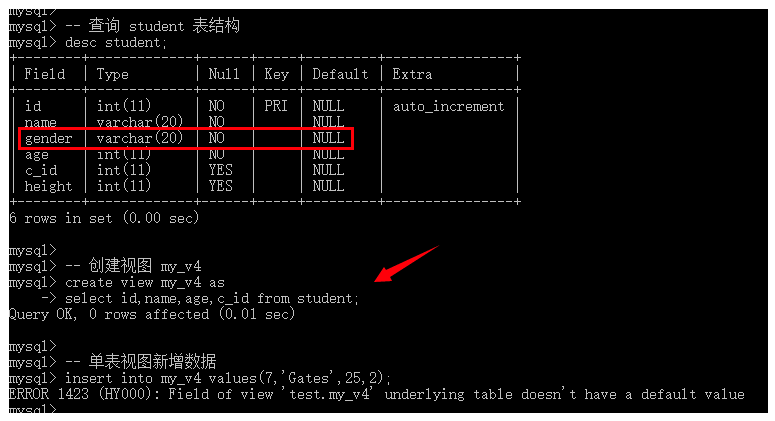 mysql>
mysql> -- 查询 student 表结构
mysql> desc student;
+--------+-------------+------+-----+---------+----------------+
| Field | Type | Null | Key | Default | Extra |
+--------+-------------+------+-----+---------+----------------+
| id | int(11) | NO | PRI | NULL | auto_increment |
| name | varchar(20) | NO | | NULL | |
| gender | varchar(20) | NO | | NULL | |
| age | int(11) | NO | | NULL | |
| c_id | int(11) | YES | | NULL | |
| height | int(11) | YES | | NULL | |
+--------+-------------+------+-----+---------+----------------+
6 rows in set (0.00 sec)
mysql>
mysql> -- 创建视图 my_v4
mysql> create view my_v4 as
-> select id,name,age,c_id from student;
Query OK, 0 rows affected (0.01 sec)
mysql>
mysql> -- 单表视图新增数据
mysql> insert into my_v4 values(7,'Gates',25,2);
ERROR 1423 (HY000): Field of view 'test.my_v4' underlying table doesn't have a default value
mysql>